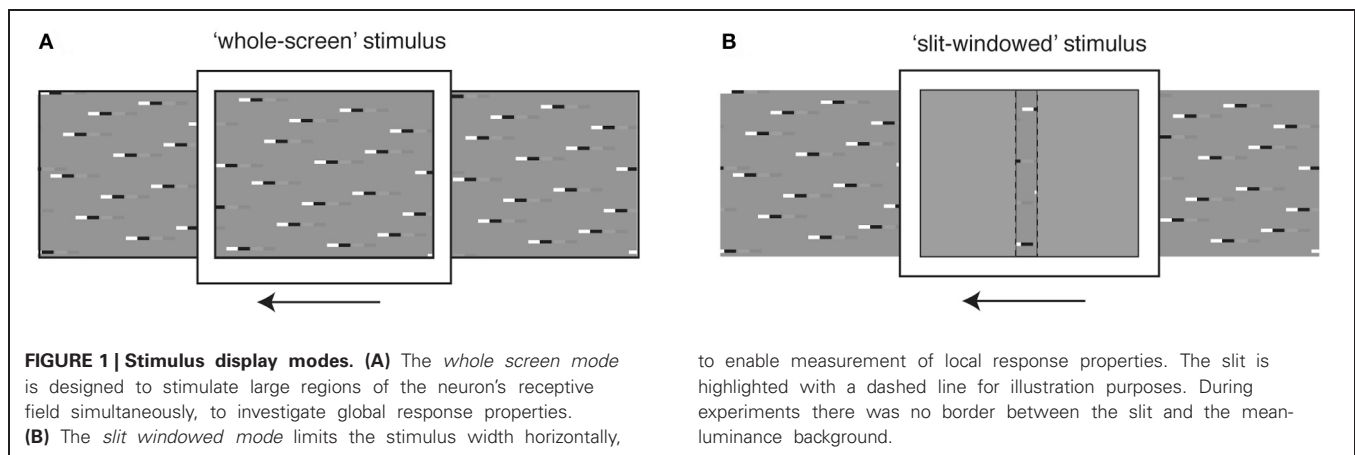 A
'whole-screen' stimulus
B
'slit-windowed' stimulus
FIGURE 1 | Stimulus display modes. (A) The whole screen mode
is designed to stimulate large regions of the neuron's receptive
field simultaneously, to investigate global response properties.
(B) The slit windowed mode limits the stimulus width horizontally,
to enable measurement of local response properties. The slit is
highlighted with a dashed line for illustration purposes. During
experiments there was no border between the slit and the mean-
luminance background.